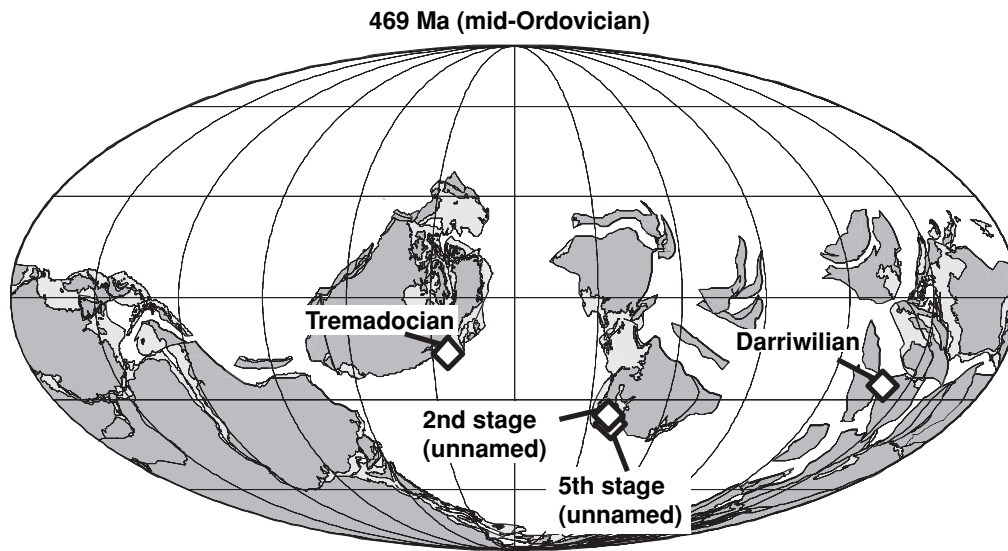 469 Ma (mid-Ordovician)
Tremadocian
Darriwilian
2nd stage
(unnamed)
5th stage
(unnamed)